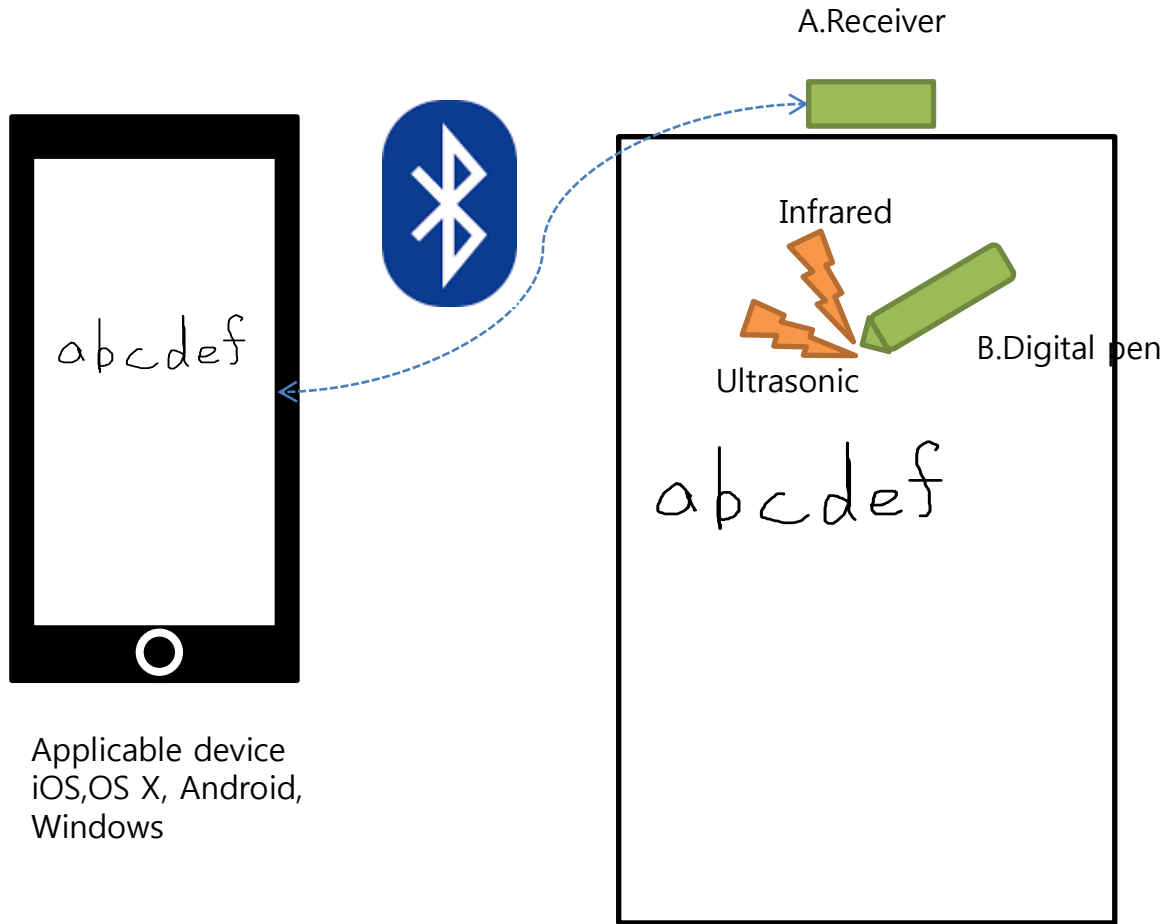 A.Receiver
Infrared
B.Digital pen
Ultrasonic
abcdef
abcdef
Applicable device
iOS,OS X, Android,
Windows